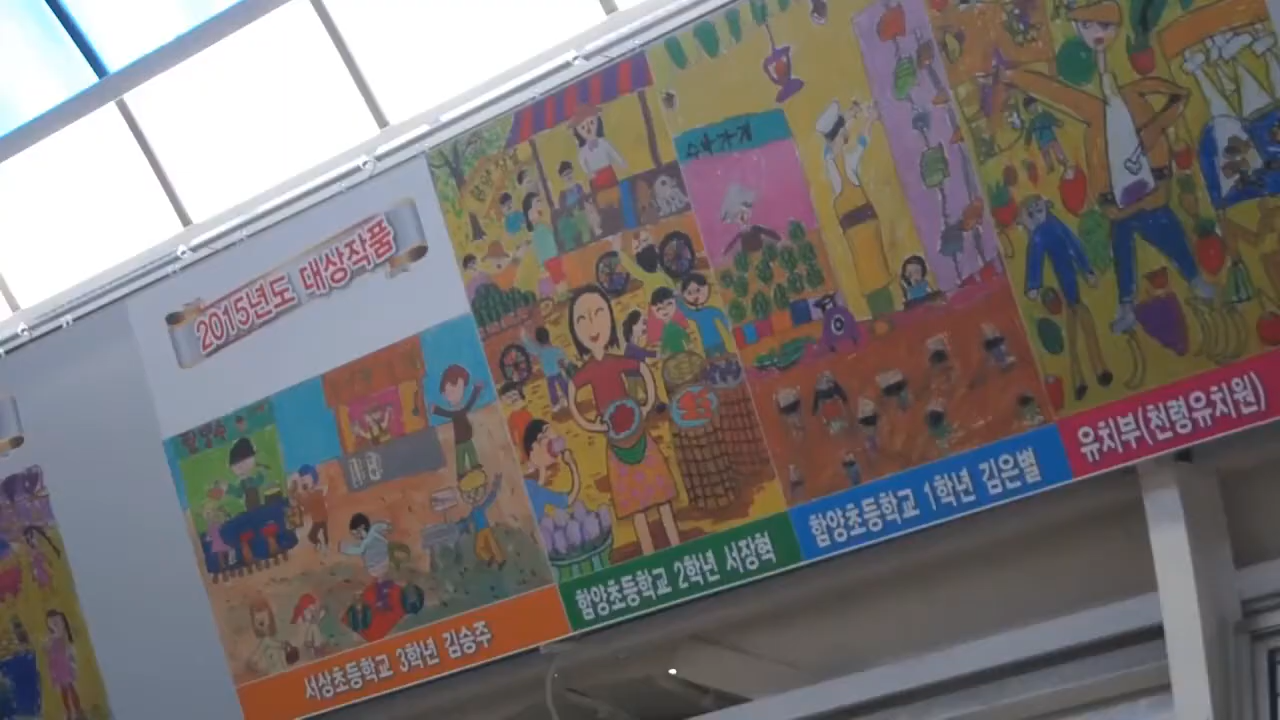 2015년도 대상작품
서상초등학교 3학년 김승주
함양초등학교 2학년 서장혁
함양초등학교 1학년 김은별
유치부(천령유치원)